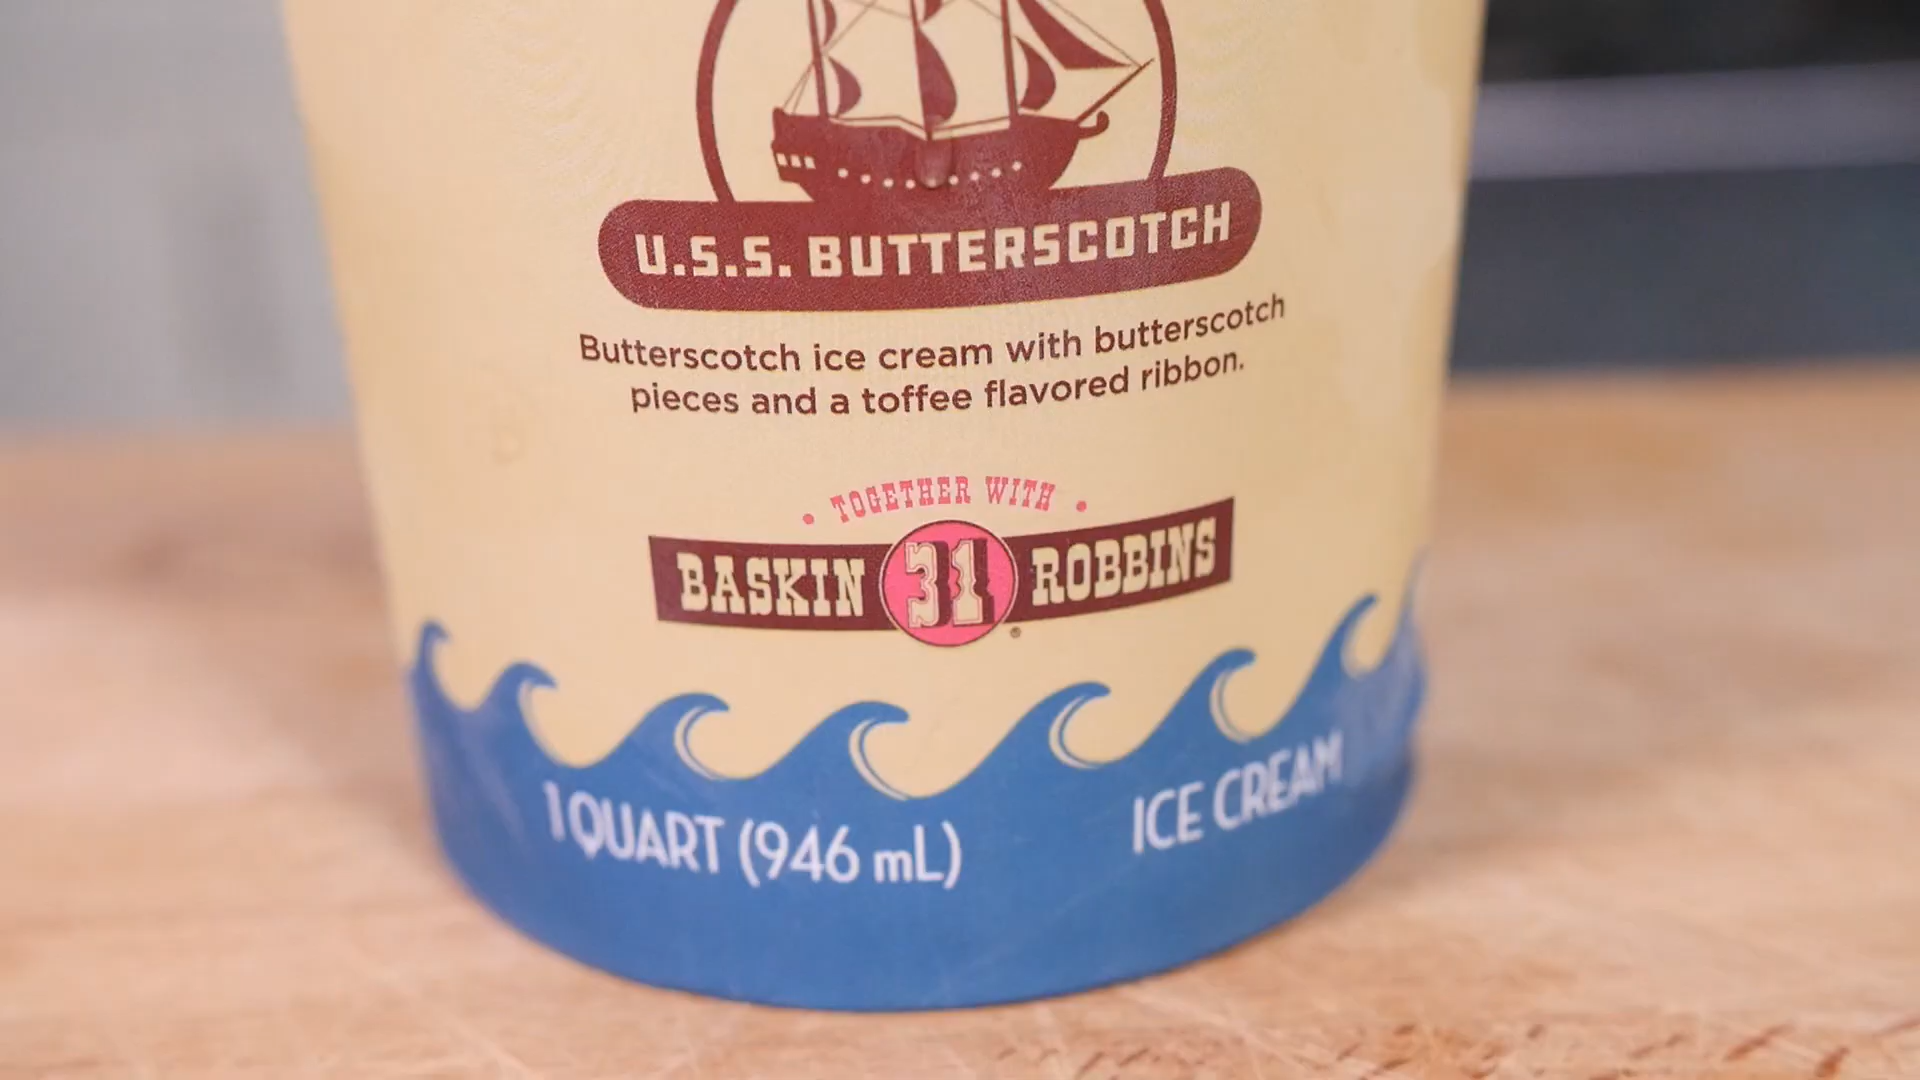 U.S.S. BUTTERSCOTCH
Butterscotch ice cream with butterscotch
pieces and a toffee flavored ribbon.
• TOGETHER WITH •
BASKIN 31 ROBBINS®
1 QUART (946 mL)
ICE CREAM